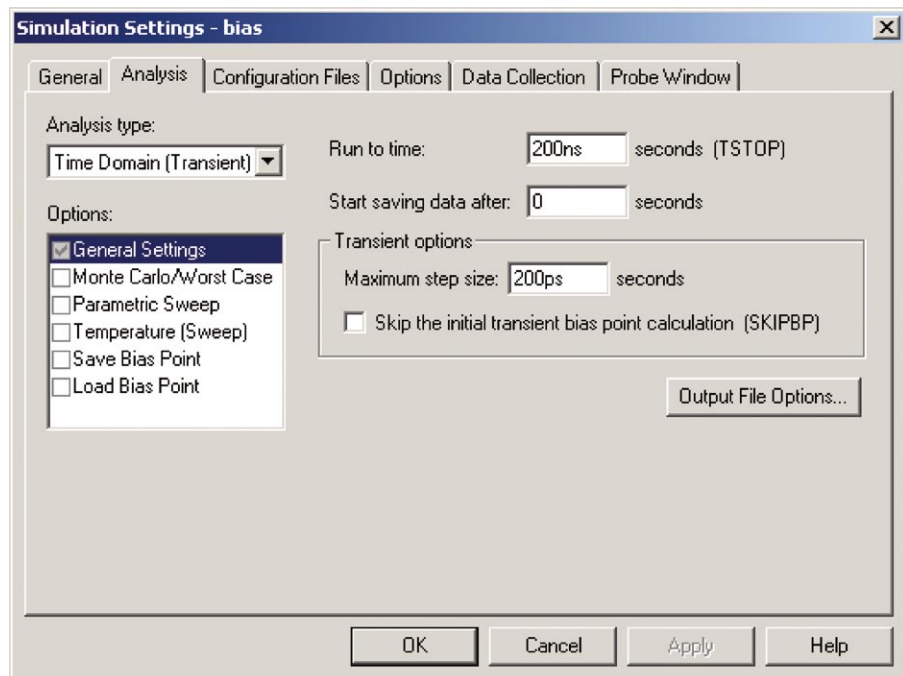 Simulation Settings - bias
General Analysis Configuration Files Options Data Collection Probe Window
Analysis type:
Time Domain (Transient)
Options:
General Settings
Monte Carlo/Worst Case
Parametric Sweep
Temperature (Sweep)
Save Bias Point
Load Bias Point
Run to time: 200ns seconds (TSTOP)
Start saving data after: 0 seconds
Transient options
Maximum step size: 200ps seconds
Skip the initial transient bias point calculation (SKIPBP)
Output File Options...
OK Cancel Apply Help